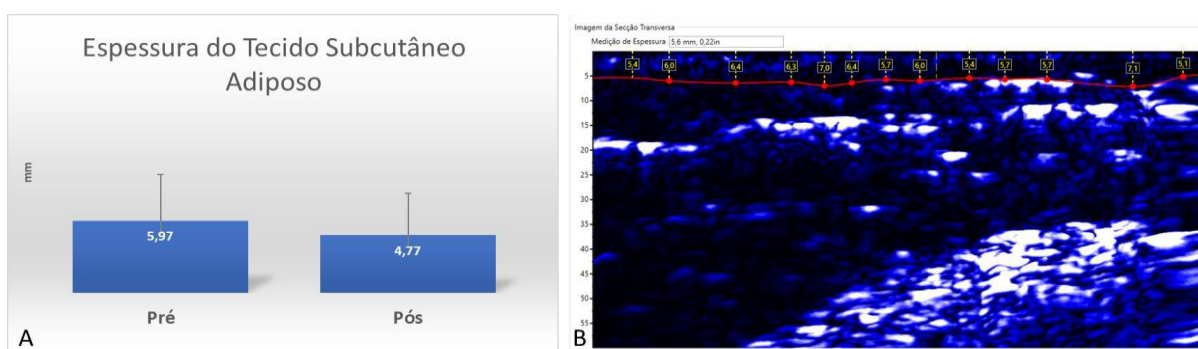 Espessura do Tecido Subcutâneo
Adiposo
mm
5,97
4,77
Pré
Pós
A
Imagem da Secção Transversa
Medição de Espessura 5,6 mm, 0,22in
5,4 6,0 6,4 6,3 7,0 6,4 5,7 6,0 5,4 5,7 5,7 7,1 5,1
5
10
15
20
25
30
35
40
45
50
55
B